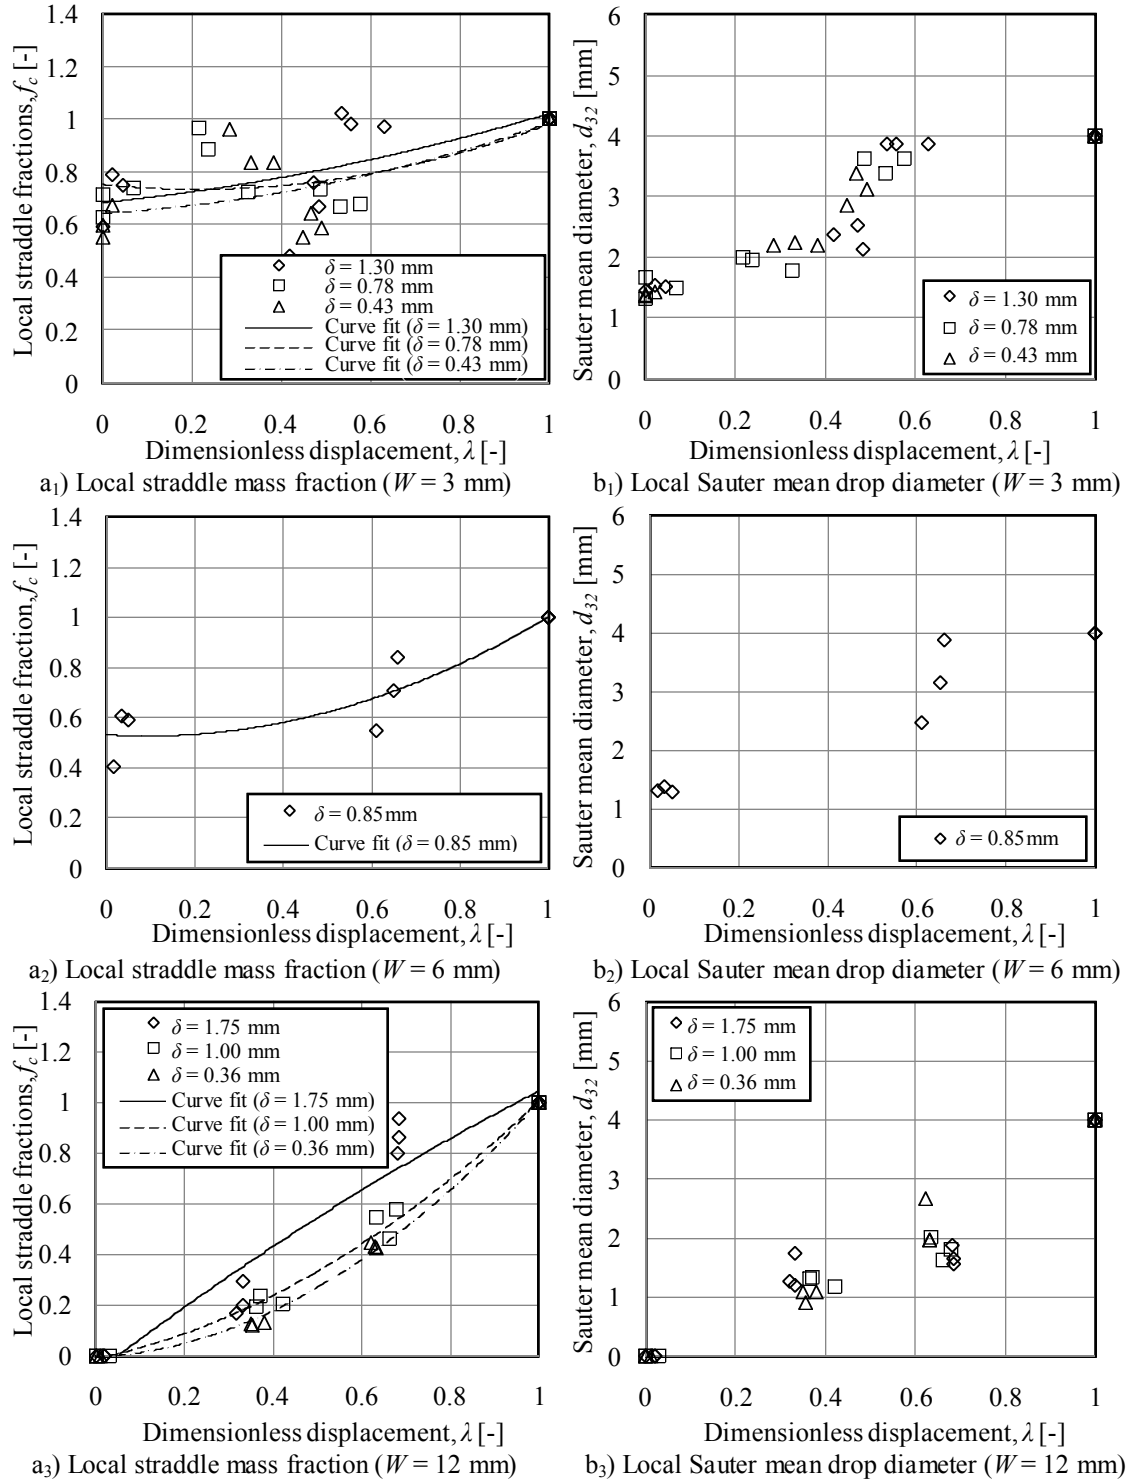 1.4
1.2
1
0.8
0.6
0.4
0.2
0
Local straddle fractions, f_c [-]
δ = 1.30 mm
δ = 0.78 mm
δ = 0.43 mm
Curve fit (δ = 1.30 mm)
Curve fit (δ = 0.78 mm)
Curve fit (δ = 0.43 mm)
0 0.2 0.4 0.6 0.8 1
Dimensionless displacement, λ [-]
a₁) Local straddle mass fraction (W = 3 mm)
6
5
4
3
2
1
0
Sauter mean diameter, d₃₂ [mm]
δ = 1.30 mm
δ = 0.78 mm
δ = 0.43 mm
0 0.2 0.4 0.6 0.8 1
Dimensionless displacement, λ [-]
b₁) Local Sauter mean drop diameter (W = 3 mm)
1.4
1.2
1
0.8
0.6
0.4
0.2
0
Local straddle fraction, f_c [-]
δ = 0.85mm
Curve fit (δ = 0.85 mm)
0 0.2 0.4 0.6 0.8 1
Dimensionless displacement, λ [-]
a₂) Local straddle mass fraction (W = 6 mm)
6
5
4
3
2
1
0
Sauter mean diameter, d₃₂ [mm]
δ = 0.85mm
0 0.2 0.4 0.6 0.8 1
Dimensionless displacement, λ [-]
b₂) Local Sauter mean drop diameter (W = 6 mm)
1.4
1.2
1
0.8
0.6
0.4
0.2
0
Local straddle fractions, f_c [-]
δ = 1.75 mm
δ = 1.00 mm
δ = 0.36 mm
Curve fit (δ = 1.75 mm)
Curve fit (δ = 1.00 mm)
Curve fit (δ = 0.36 mm)
0 0.2 0.4 0.6 0.8 1
Dimensionless displacement, λ [-]
a₃) Local straddle mass fraction (W = 12 mm)
6
5
4
3
2
1
0
Sauter mean diameter, d₃₂ [mm]
δ = 1.75 mm
δ = 1.00 mm
δ = 0.36 mm
0 0.2 0.4 0.6 0.8 1
Dimensionless displacement, λ [-]
b₃) Local Sauter mean drop diameter (W = 12 mm)